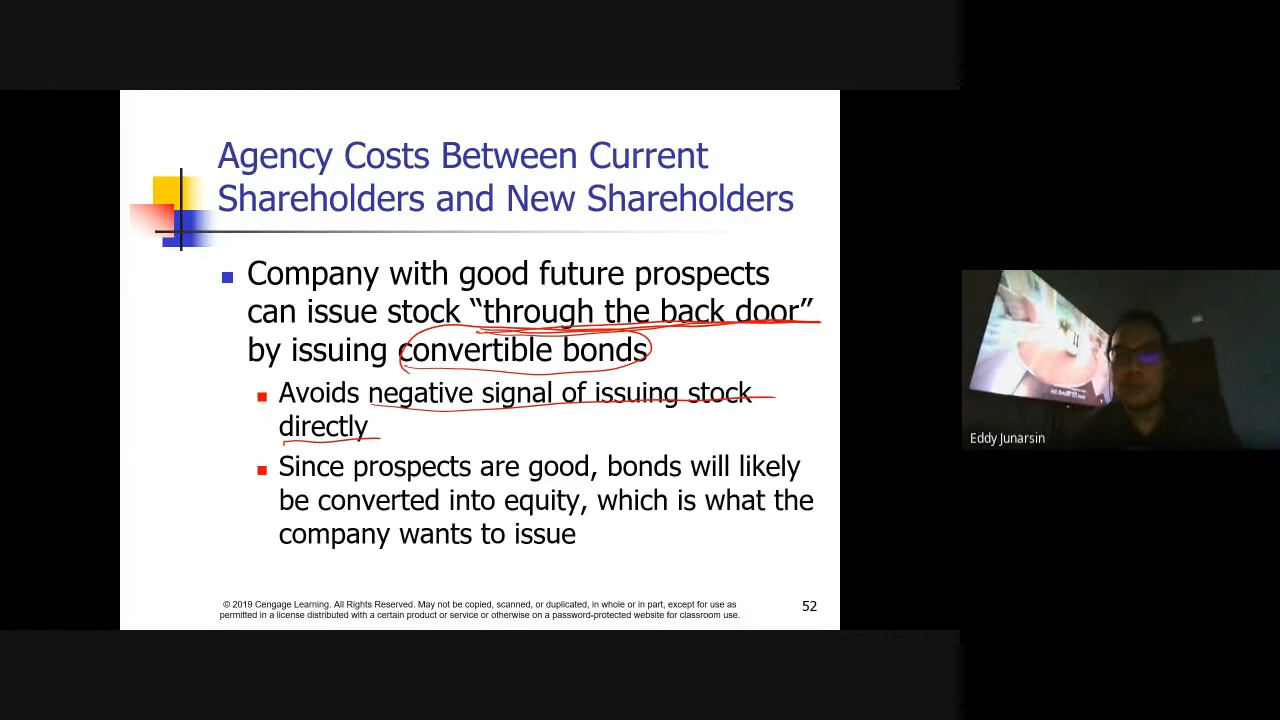 Agency Costs Between Current
Shareholders and New Shareholders
Company with good future prospects
can issue stock “through the back door”
by issuing convertible bonds
Avoids negative signal of issuing stock
directly
Since prospects are good, bonds will likely
be converted into equity, which is what the
company wants to issue
© 2019 Cengage Learning. All Rights Reserved. May not be copied, scanned, or duplicated, in whole or in part, except for use as
permitted in a license distributed with a certain product or service or otherwise on a password-protected website for classroom use.
52
Eddy Junarsin